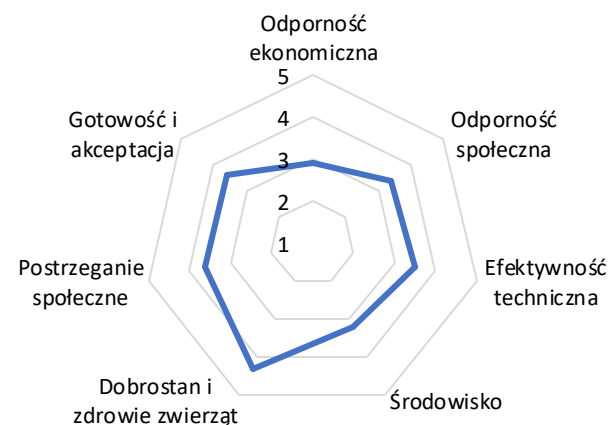 Odporność
ekonomiczna
5
4
3
2
1
Odporność
społeczna
Efektywność
techniczna
Środowisko
Dobrostan i
zdrowie zwierząt
Postrzeganie
społeczne
Gotowość i
akceptacja